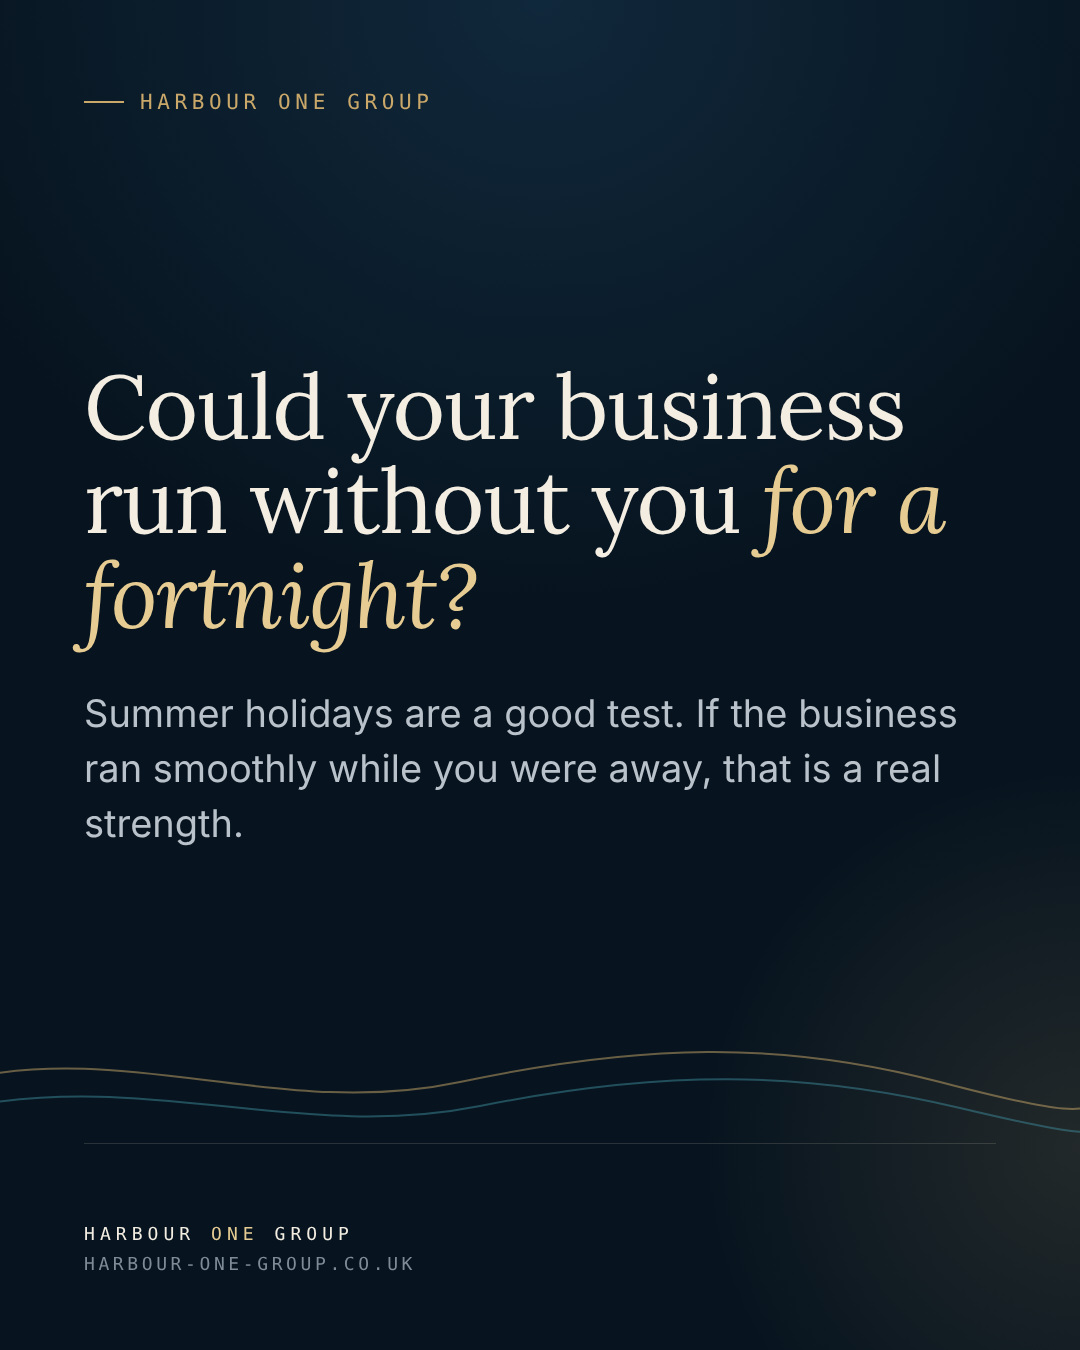 HARBOUR ONE GROUP
Could your business
run without you for a
fortnight?
Summer holidays are a good test. If the business
ran smoothly while you were away, that is a real
strength.
HARBOUR ONE GROUP
HARBOUR-ONE-GROUP.CO.UK